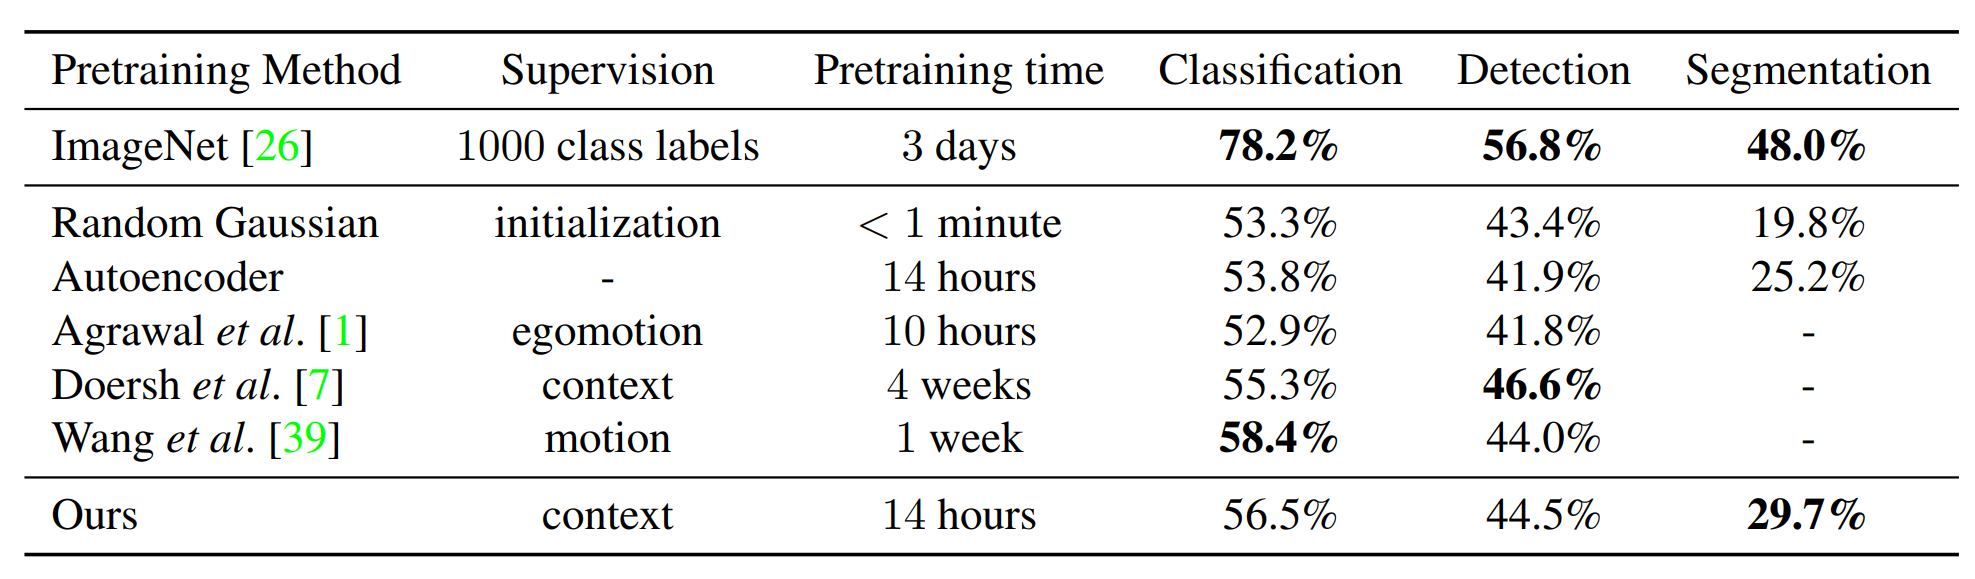 Pretraining Method Supervision Pretraining time Classification Detection Segmentation
ImageNet [26] 1000 class labels 3 days 78.2% 56.8% 48.0%
Random Gaussian initialization < 1 minute 53.3% 43.4% 19.8%
Autoencoder - 14 hours 53.8% 41.9% 25.2%
Agrawal et al. [1] egomotion 10 hours 52.9% 41.8% -
Doersh et al. [7] context 4 weeks 55.3% 46.6% -
Wang et al. [39] motion 1 week 58.4% 44.0% -
Ours context 14 hours 56.5% 44.5% 29.7%